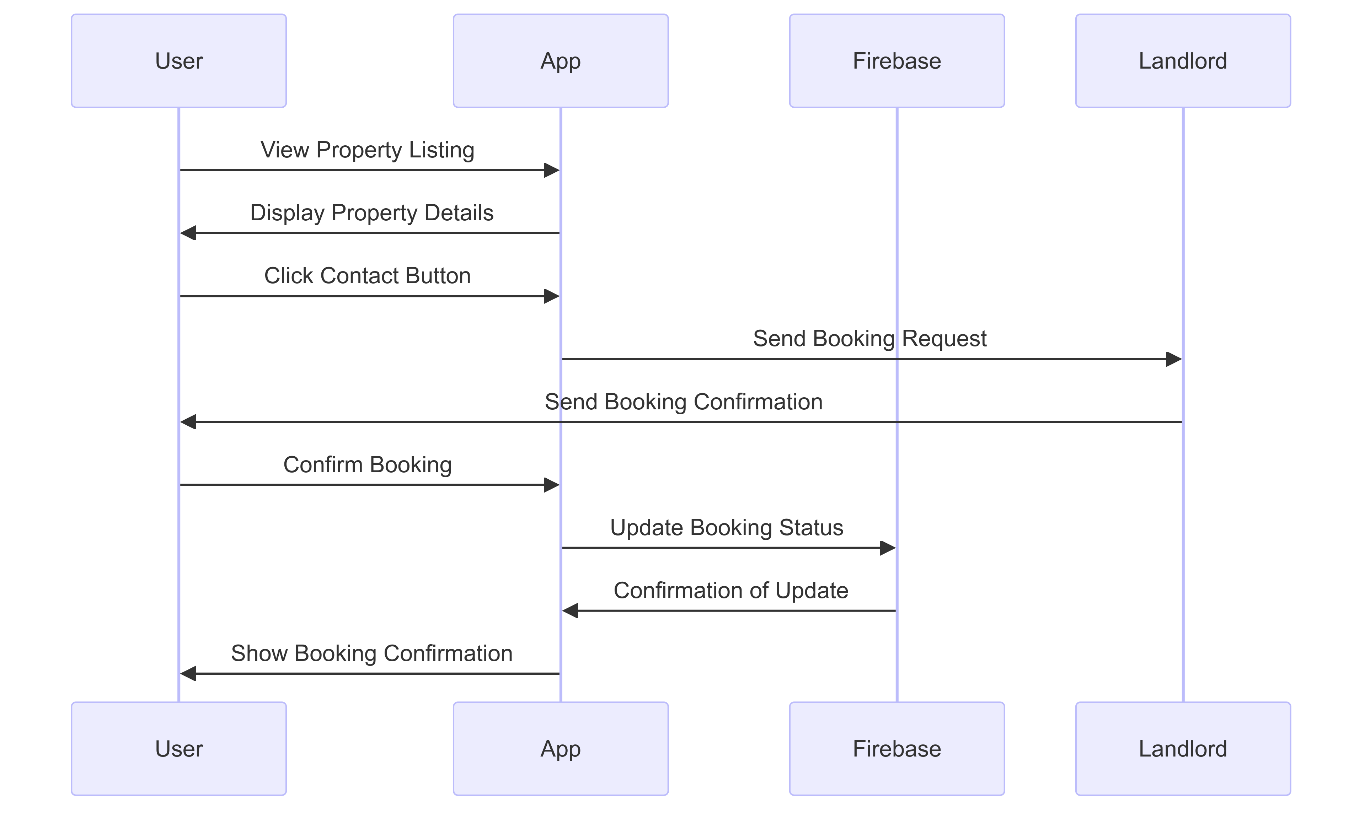 User
App
Firebase
Landlord
View Property Listing
Display Property Details
Click Contact Button
Send Booking Request
Send Booking Confirmation
Confirm Booking
Update Booking Status
Confirmation of Update
Show Booking Confirmation
User
App
Firebase
Landlord